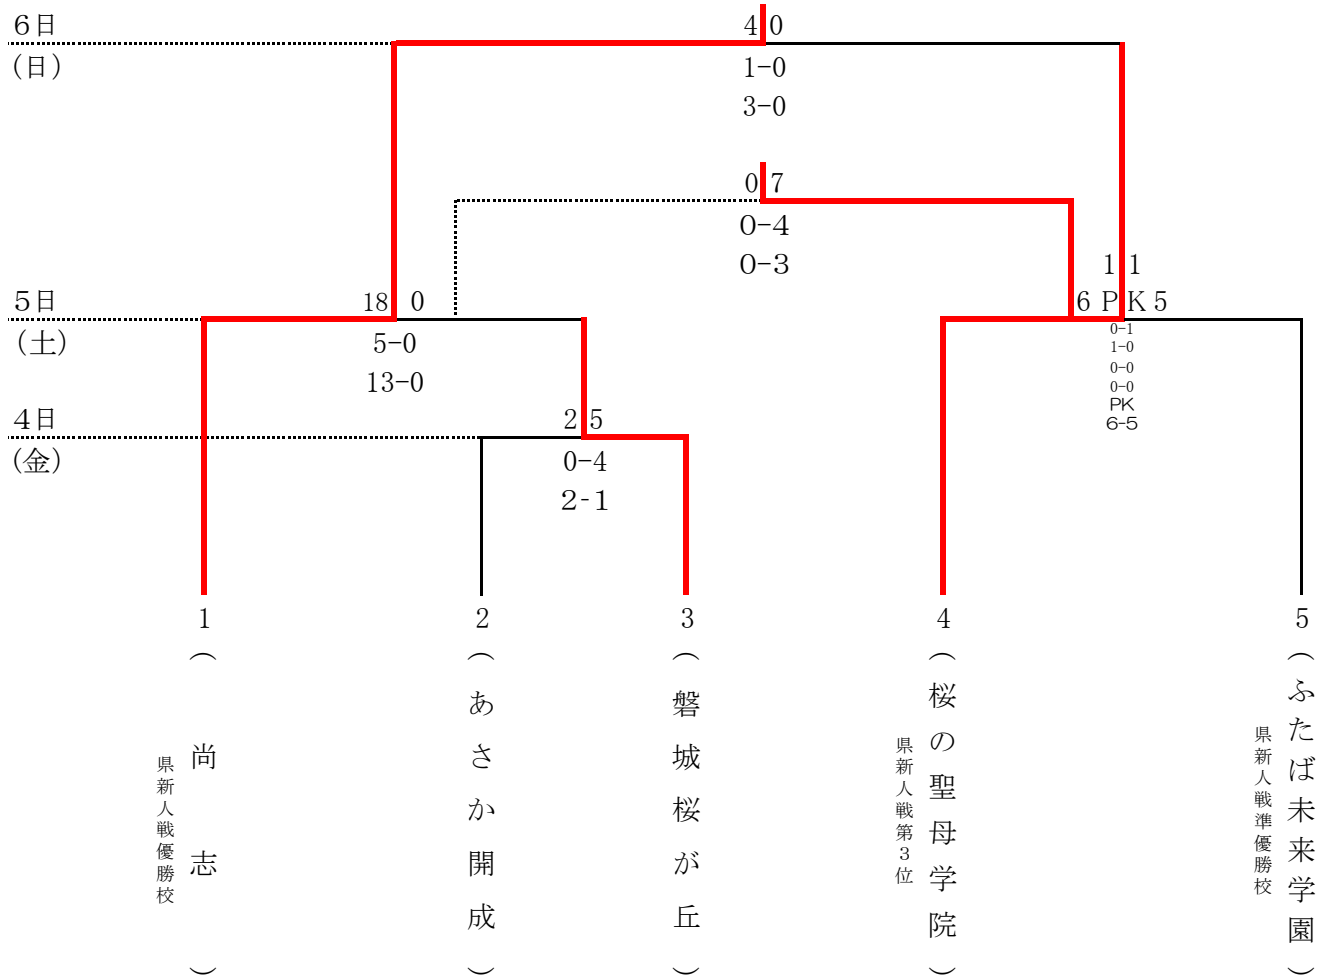 6日
(日)
4 0
1-0
3-0
0 7
0-4
0-3
5日
(土)
18 0
5-0
13-0
1 1
6 PK 5
0-1
1-0
0-0
0-0
PK
6-5
4日
(金)
2 5
0-4
2-1
1
2
3
4
5
(尚志)
県新人戦優勝校
(あさか開成)
(磐城桜が丘)
(桜の聖母学院)
県新人戦第3位
(ふたば未来学園)
県新人戦準優勝校